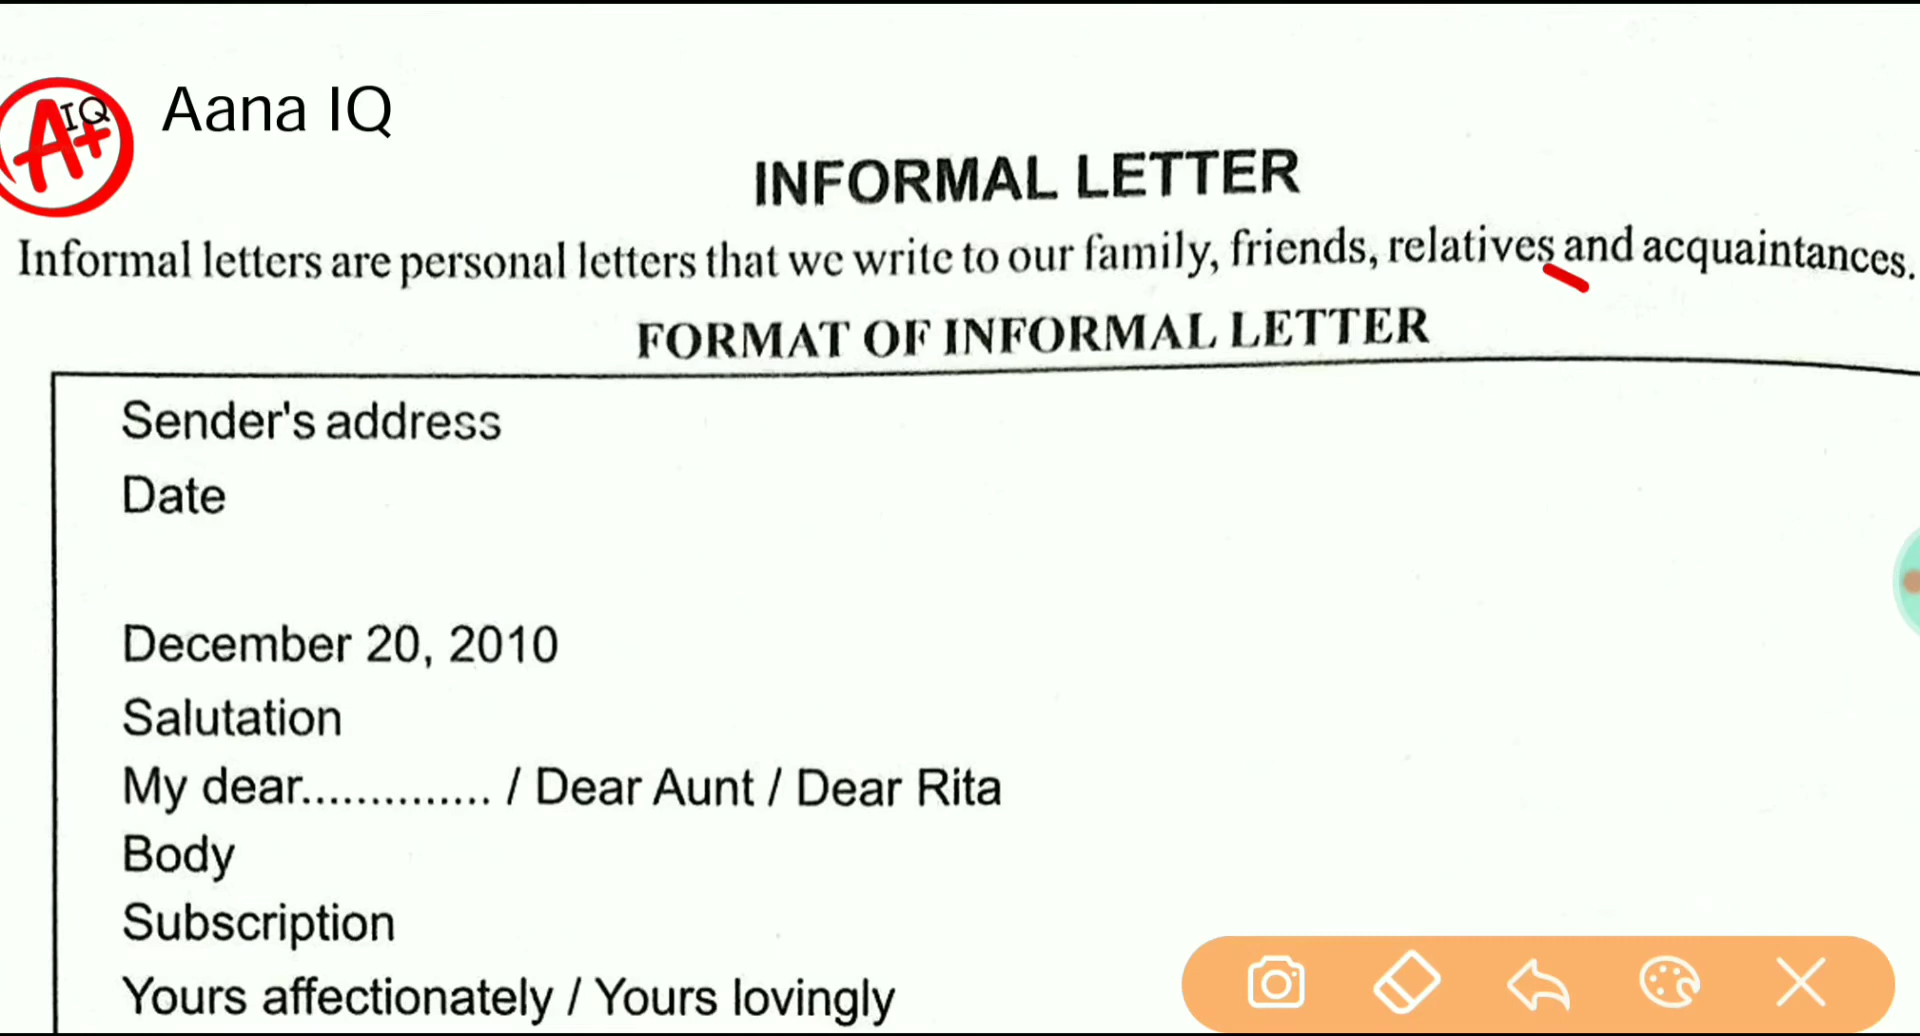 A+ IQ
Aana IQ
INFORMAL LETTER
Informal letters are personal letters that we write to our family, friends, relatives and acquaintances.
FORMAT OF INFORMAL LETTER
Sender's address
Date
December 20, 2010
Salutation
My dear.............. / Dear Aunt / Dear Rita
Body
Subscription
Yours affectionately / Yours lovingly